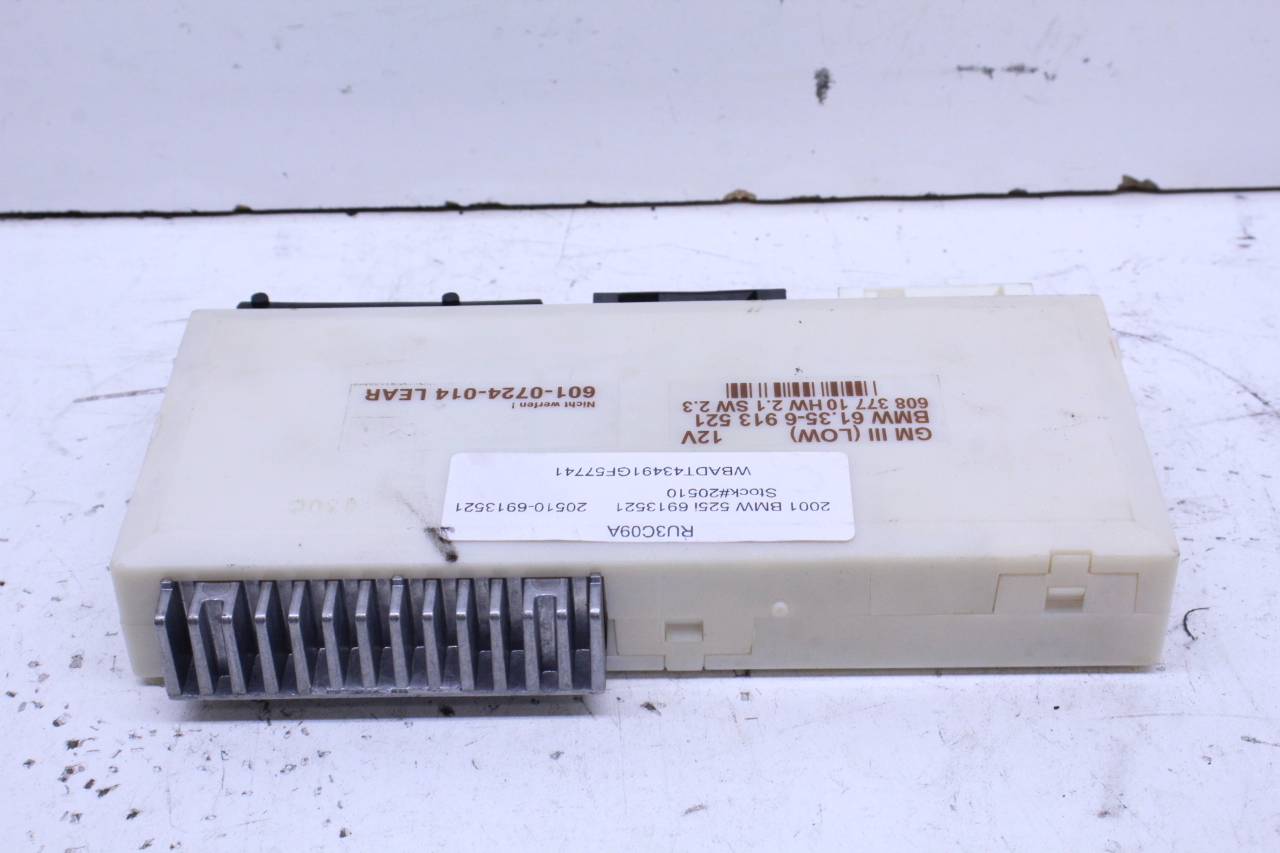 GM III (LOW) 12V
BMW 61.35-6 913 521
608 377 10 HW 2.1 SW 2.3
Nicht werfen !
601-0724-014 LEAR
RU3C09A
2001 BMW 525i 6913521 20510-6913521
Stock#20510
WBADT43491GF57741